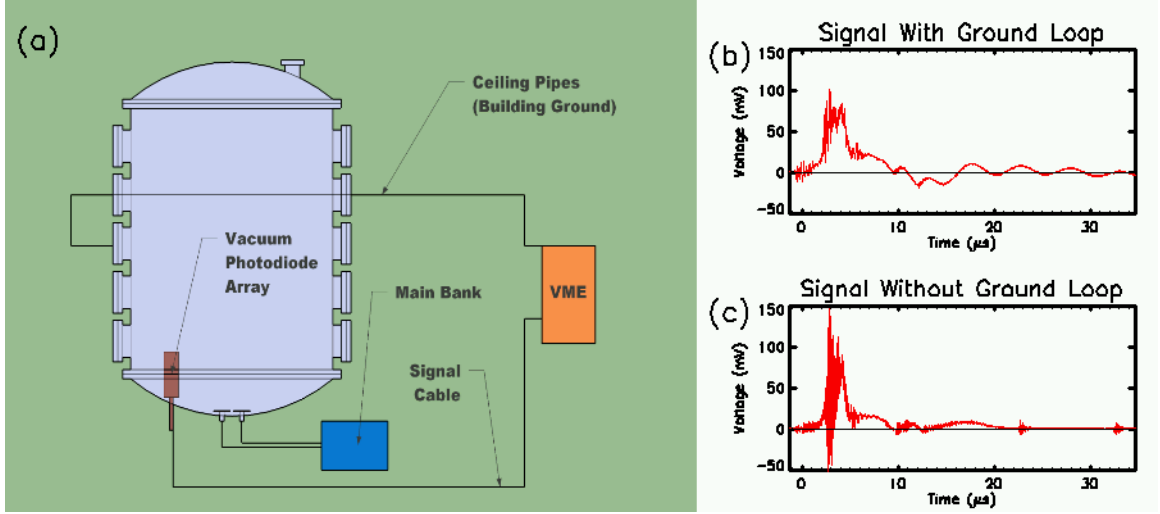 (a)
Ceiling Pipes
(Building Ground)
Vacuum
Photodiode
Array
Main Bank
VME
Signal
Cable
(b)
Signal With Ground Loop
150
100
50
0
-50
Voltage (mV)
0
10
20
30
Time (μs)
(c)
Signal Without Ground Loop
150
100
50
0
-50
Voltage (mV)
0
10
20
30
Time (μs)